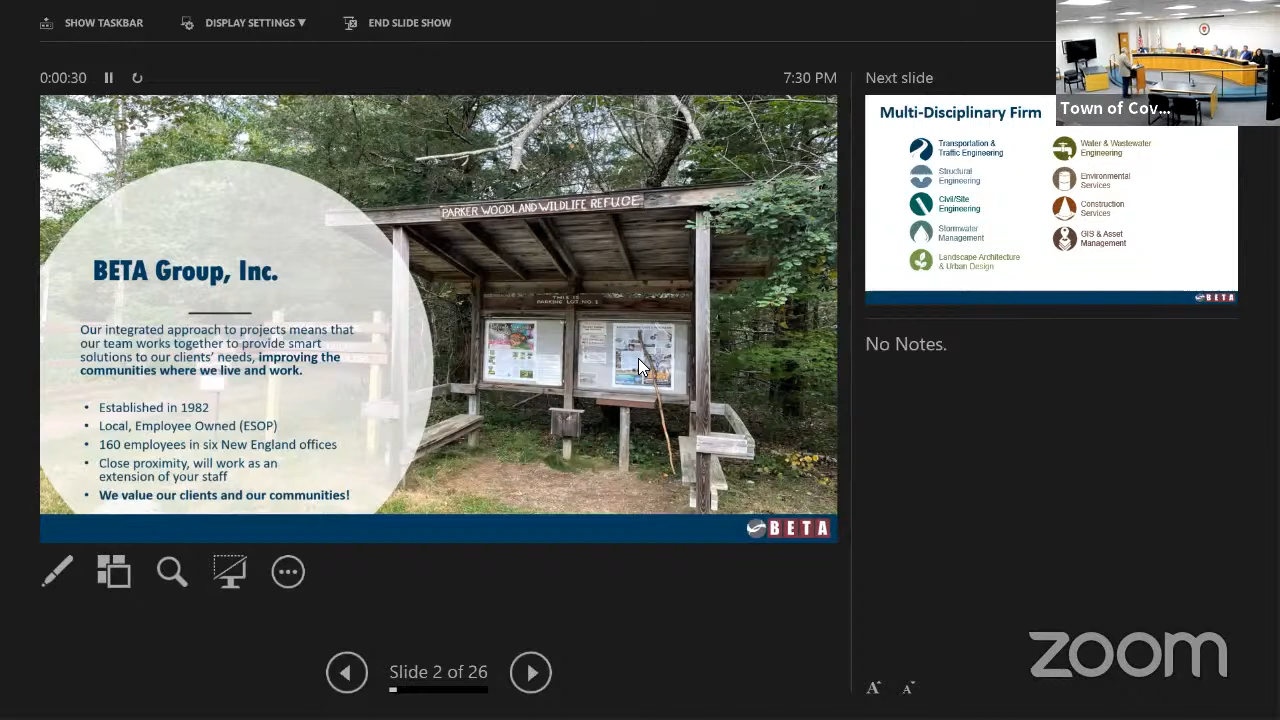 SHOW TASKBAR
DISPLAY SETTINGS ▼
END SLIDE SHOW
0:00:30
7:30 PM
Next slide
Town of Cov...
PARKER WOODLAND WILDLIFE REFUGE
THIS IS
PARKING LOT NO. 1
BETA Group, Inc.
Our integrated approach to projects means that
our team works together to provide smart
solutions to our clients' needs, improving the
communities where we live and work.
• Established in 1982
• Local, Employee Owned (ESOP)
• 160 employees in six New England offices
• Close proximity, will work as an
extension of your staff
• We value our clients and our communities!
BETA
Multi-Disciplinary Firm
Transportation &
Traffic Engineering
Structural
Engineering
Civil/Site
Engineering
Stormwater
Management
Landscape Architecture
& Urban Design
Water & Wastewater
Engineering
Environmental
Services
Construction
Services
GIS & Asset
Management
BETA
No Notes.
Slide 2 of 26
A
A
zoom